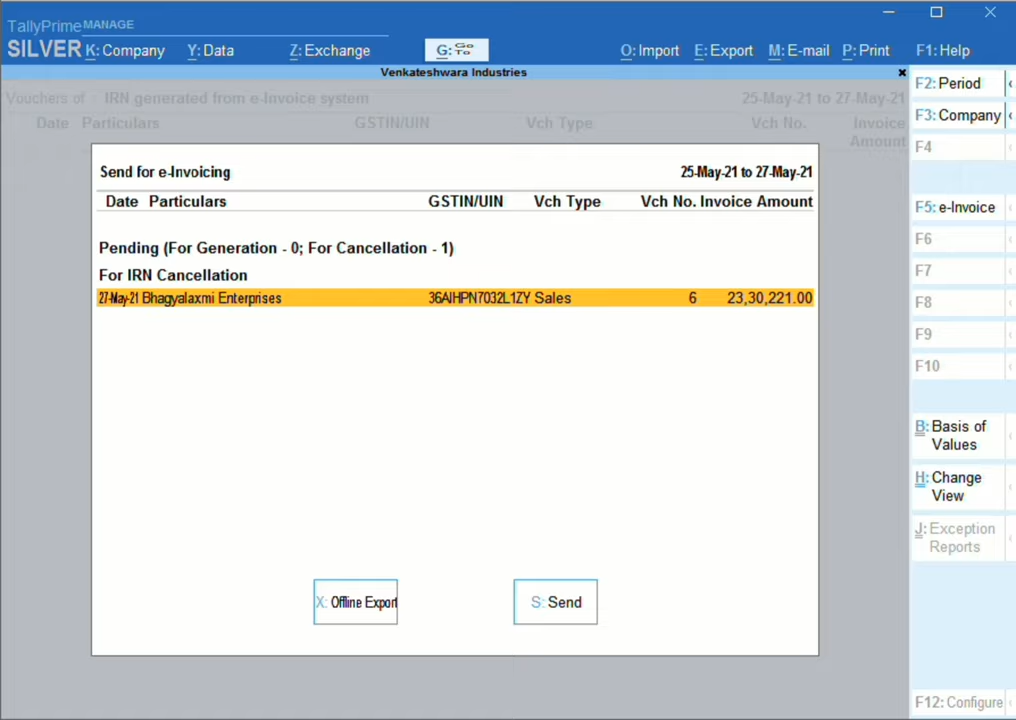 TallyPrime MANAGE
SILVER K: Company Y: Data Z: Exchange G: Go To O: Import E: Export M: E-mail P: Print F1: Help
Venkateshwara Industries
Vouchers of : IRN generated from e-Invoice system 25-May-21 to 27-May-21
Date Particulars GSTIN/UIN Vch Type Vch No. Invoice Amount
Send for e-Invoicing 25-May-21 to 27-May-21
Date Particulars GSTIN/UIN Vch Type Vch No. Invoice Amount
Pending (For Generation - 0; For Cancellation - 1)
For IRN Cancellation
27-May-21 Bhagyalaxmi Enterprises 36AIHPN7032L1ZY Sales 6 23,30,221.00
X: Offline Export S: Send
F2: Period
F3: Company
F4
F5: e-Invoice
F6
F7
F8
F9
F10
B: Basis of
Values
H: Change
View
J: Exception
Reports
F12: Configure